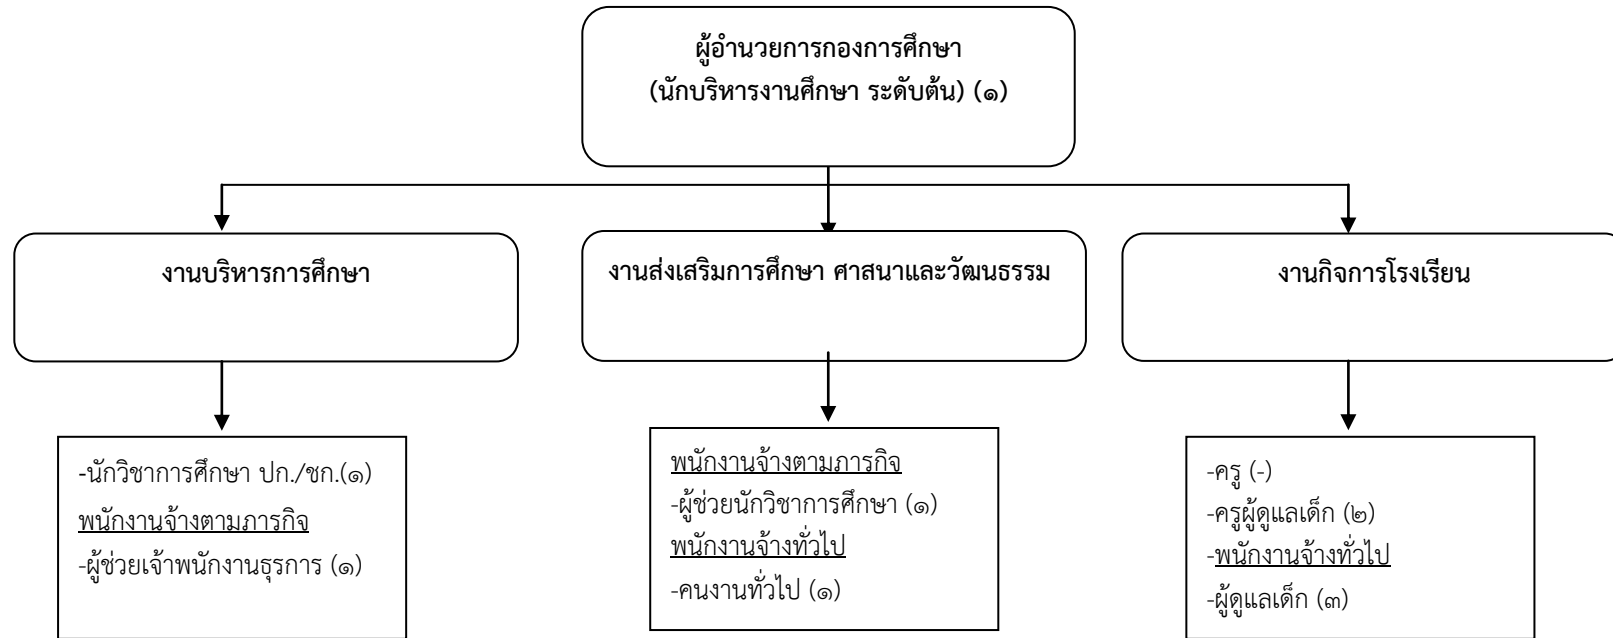 ผู้อำนวยการกองการศึกษา
(นักบริหารงานศึกษา ระดับต้น) (๑)
งานบริหารการศึกษา
งานส่งเสริมการศึกษา ศาสนาและวัฒนธรรม
งานกิจการโรงเรียน
-นักวิชาการศึกษา ปก./ชก.(๑)
พนักงานจ้างตามภารกิจ
-ผู้ช่วยเจ้าพนักงานธุรการ (๑)
พนักงานจ้างตามภารกิจ
-ผู้ช่วยนักวิชาการศึกษา (๑)
พนักงานจ้างทั่วไป
-คนงานทั่วไป (๑)
-ครู (-)
-ครูผู้ดูแลเด็ก (๒)
-พนักงานจ้างทั่วไป
-ผู้ดูแลเด็ก (๓)